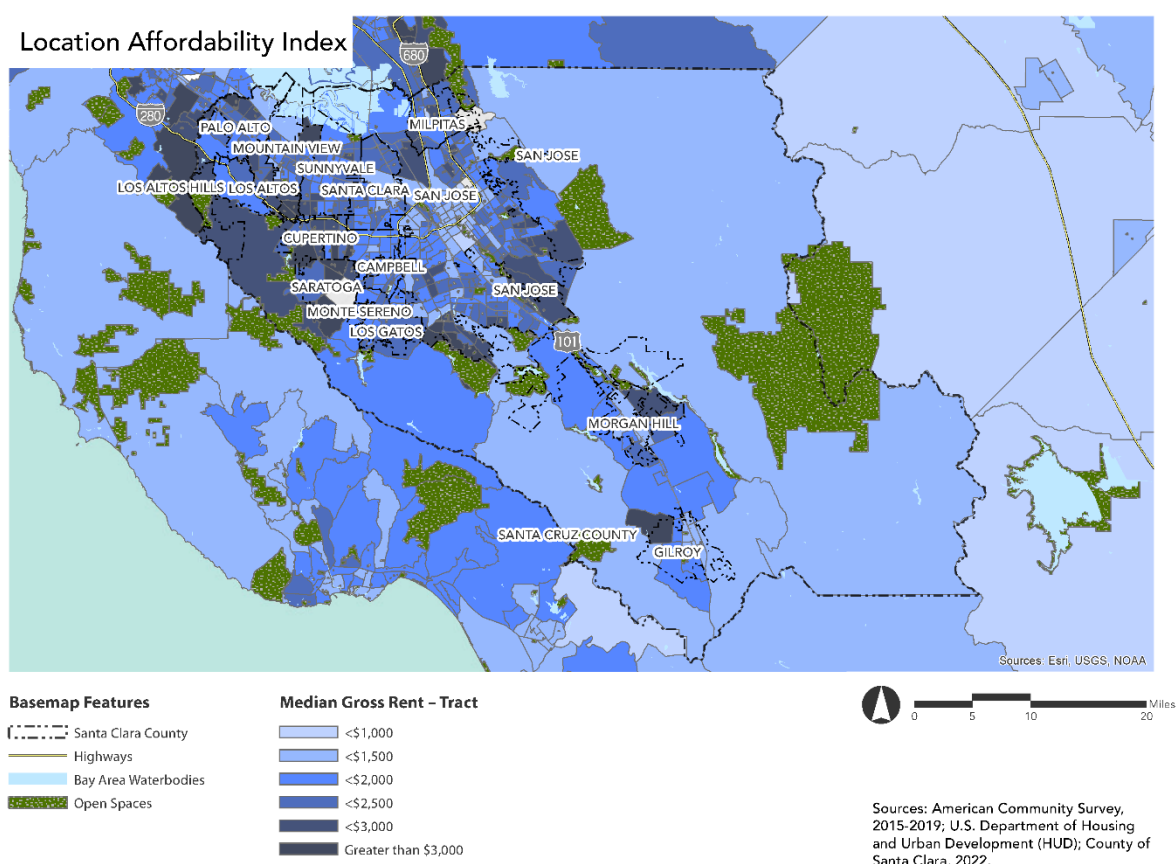 Location Affordability Index
680
280
PALO ALTO
MILPITAS
MOUNTAIN VIEW
SAN JOSE
SUNNYVALE
LOS ALTOS HILLS
LOS ALTOS
SANTA CLARA
SAN JOSE
CUPERTINO
CAMPBELL
SARATOGA
SAN JOSE
MONTE SERENO
LOS GATOS
101
MORGAN HILL
SANTA CRUZ COUNTY
GILROY
Sources: Esri, USGS, NOAA
Basemap Features
Santa Clara County
Highways
Bay Area Waterbodies
Open Spaces
Median Gross Rent – Tract
<$1,000
<$1,500
<$2,000
<$2,500
<$3,000
Greater than $3,000
Miles
0 5 10 20
Sources: American Community Survey,
2015-2019; U.S. Department of Housing
and Urban Development (HUD); County of
Santa Clara, 2022.